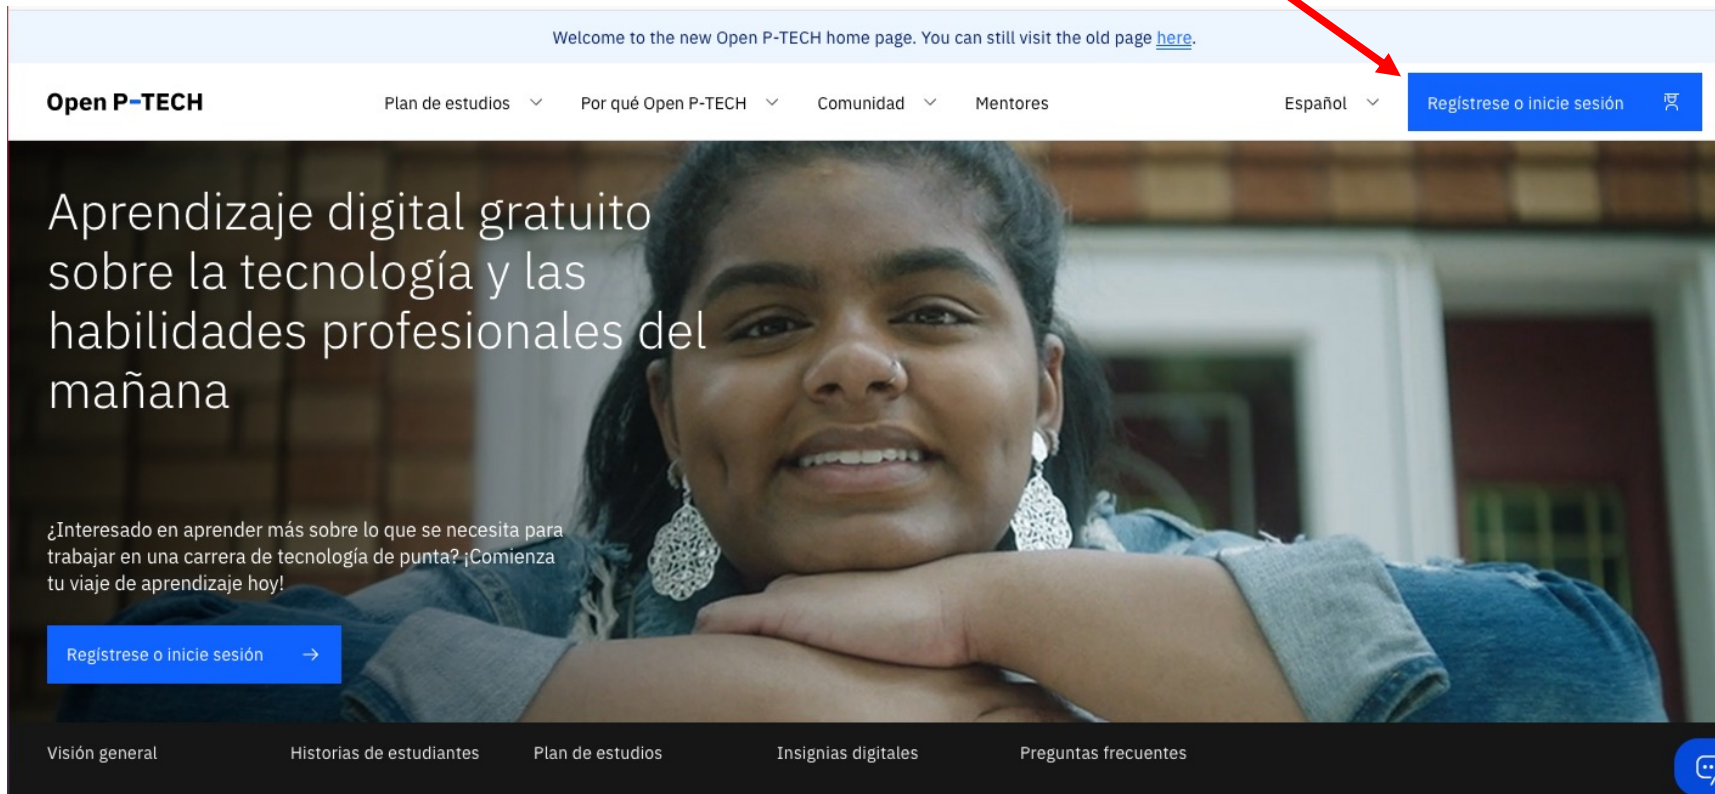 Welcome to the new Open P-TECH home page. You can still visit the old page here.
Open P-TECH
Plan de estudios
Por qué Open P-TECH
Comunidad
Mentores
Español
Regístrese o inicie sesión
Aprendizaje digital gratuito
sobre la tecnología y las
habilidades profesionales del
mañana
¿Interesado en aprender más sobre lo que se necesita para
trabajar en una carrera de tecnología de punta? ¡Comienza
tu viaje de aprendizaje hoy!
Regístrese o inicie sesión
Visión general
Historias de estudiantes
Plan de estudios
Insignias digitales
Preguntas frecuentes